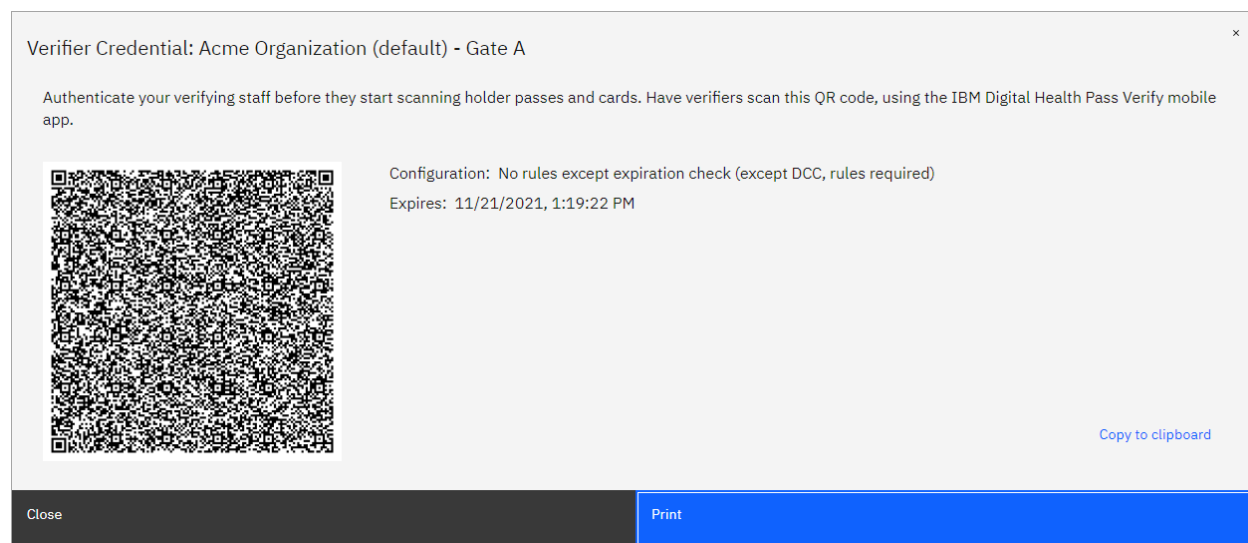 Verifier Credential: Acme Organization (default) - Gate A
×
Authenticate your verifying staff before they start scanning holder passes and cards. Have verifiers scan this QR code, using the IBM Digital Health Pass Verify mobile
app.
Configuration: No rules except expiration check (except DCC, rules required)
Expires: 11/21/2021, 1:19:22 PM
Copy to clipboard
Close
Print